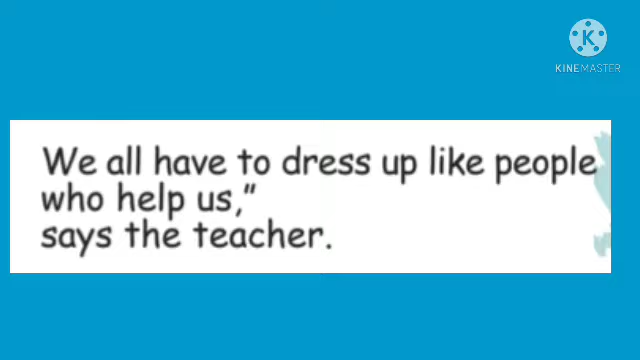 KINEMASTER
We all have to dress up like people
who help us,”
says the teacher.